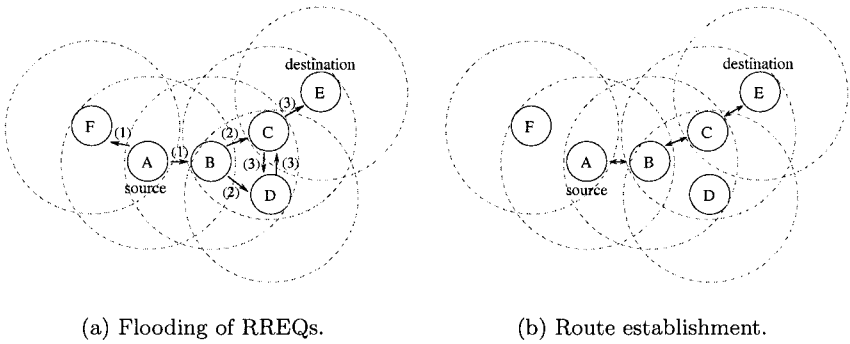 destination
E
(3)
F
(1)
(2)
C
A
(1)
B
(3)
(3)
source
(2)
D
(a) Flooding of RREQs.
destination
E
F
C
A
B
source
D
(b) Route establishment.